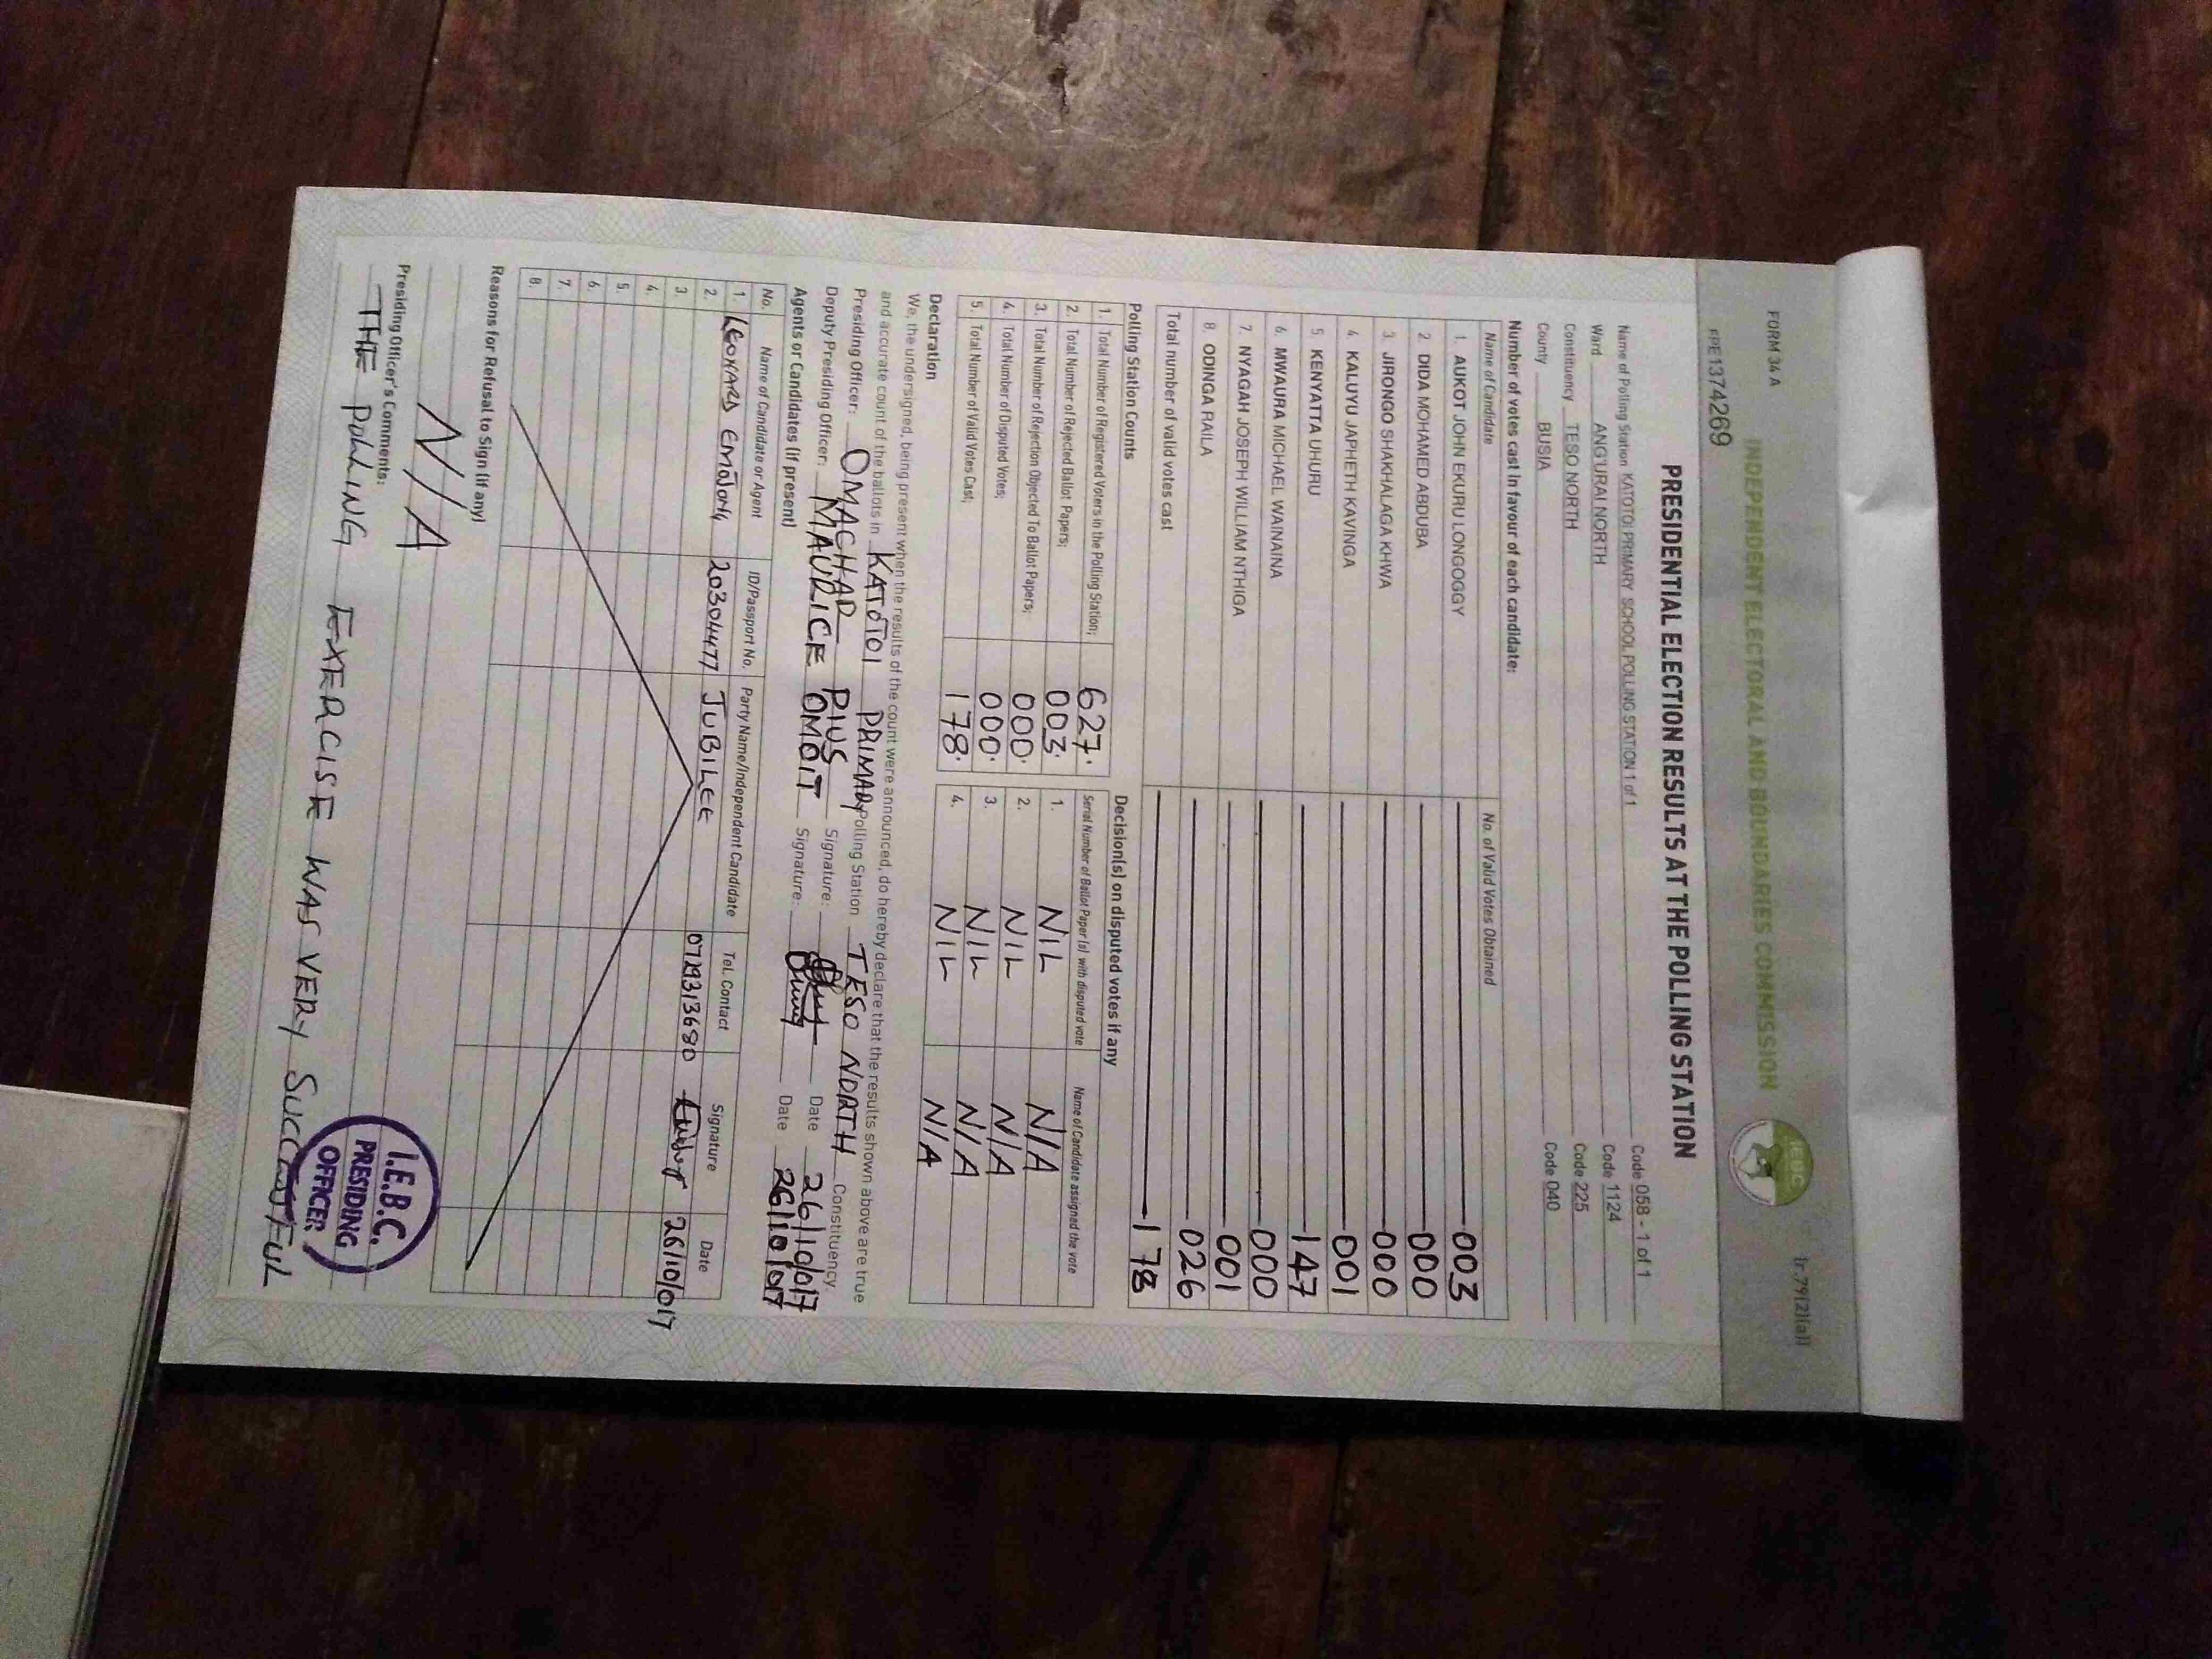 FORM 34 A
(r.79(2)(a))
INDEPENDENT ELECTORAL AND BOUNDARIES COMMISSION
IEBC
PRE1374269
PRESIDENTIAL ELECTION RESULTS AT THE POLLING STATION
Name of Polling Station KATOTOI PRIMARY SCHOOL POLLING STATION 1 of 1 Code 058 - 1 of 1
Ward ANG'URAI NORTH Code 1124
Constituency TESO NORTH Code 225
County BUSIA Code 040
Number of votes cast in favour of each candidate:
Name of Candidate No. of Valid Votes Obtained
1. AUKOT JOHN EKURU LONGOGGY 003
2. DIDA MOHAMED ABDUBA 000
3. JIRONGO SHAKHALAGA KHWA 000
4. KALUYU JAPHETH KAVINGA 001
5. KENYATTA UHURU 147
6. MWAURA MICHAEL WAINAINA 000
7. NYAGAH JOSEPH WILLIAM NTHIGA 001
8. ODINGA RAILA 026
Total number of valid votes cast 178
Polling Station Counts
1. Total Number of Registered Voters in the Polling Station; 627.
2. Total Number of Rejected Ballot Papers; 003.
3. Total Number of Rejection Objected To Ballot Papers; 000.
4. Total Number of Disputed Votes; 000.
5. Total Number of Valid Votes Cast; 178.
Decision(s) on disputed votes if any
Serial Number of Ballot Paper (s) with disputed vote Name of Candidate assigned the vote
1. NIL N/A
2. NIL N/A
3. NIL N/A
4. NIL N/A
Declaration
We, the undersigned, being present when the results of the count were announced, do hereby declare that the results shown above are true
and accurate count of the ballots in KATOTOI PRIMARY Polling Station TESO NORTH Constituency.
Presiding Officer: OMACHAR PIUS Signature: Date 26/10/017
Deputy Presiding Officer: MAURICE OMOIT Signature: Date 26/10/017
Agents or Candidates (if present)
No. Name of Candidate or Agent ID/Passport No. Party Name/Independent Candidate Tel. Contact Signature Date
1. LEONARD EMOJONG 20304477 JUBILEE 0729313680 26/10/017
2.
3.
4.
5.
6.
7.
8.
Reasons for Refusal to Sign (if any)
N/A
Presiding Officer's Comments:
THE POLLING EXERCISE WAS VERY SUCCESSFUL
I.E.B.C.
PRESIDING
OFFICER